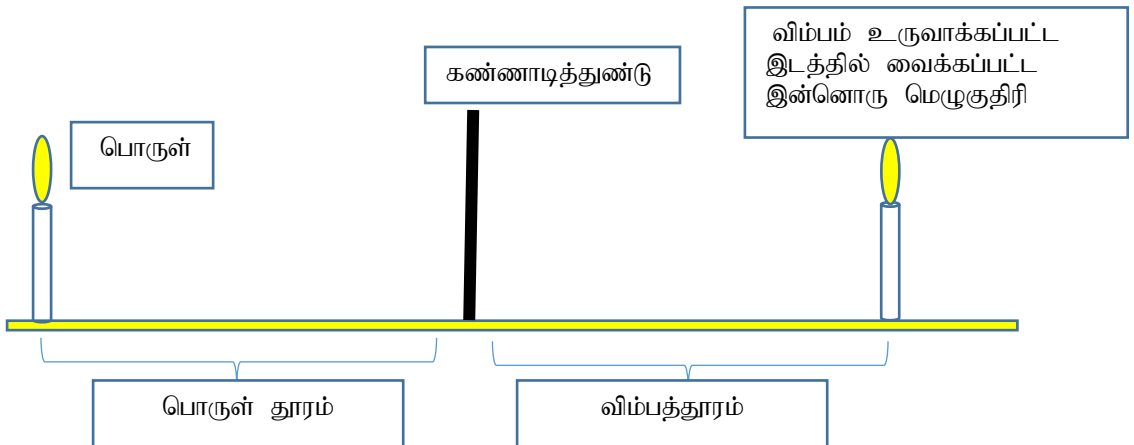 விம்பம் உருவாக்கப்பட்ட
இடத்தில் வைக்கப்பட்ட
இன்னொரு மெழுகுதிரி
கண்ணாடித்துண்டு
பொருள்
பொருள் தூரம்
விம்பத்தூரம்